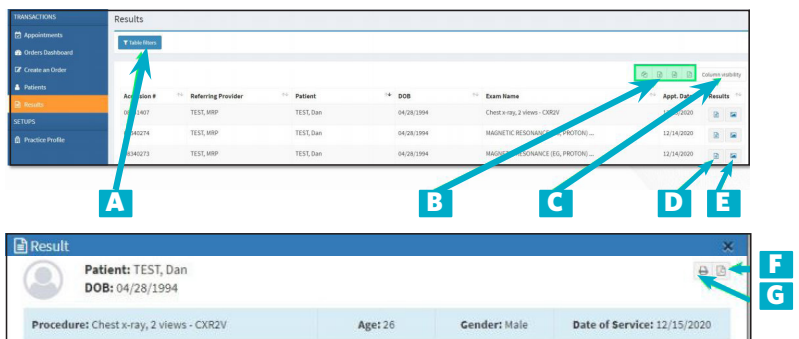 TRANSACTIONS
Results
Appointments
Table filters
Orders Dashboard
Create an Order
Column visibility
Patients
Accession # Referring Provider Patient DOB Exam Name Appt. Date Results
Results
TEST, MRP TEST, Dan 04/28/1994 Chest x-ray, 2 views - CXR2V
SETUPS
TEST, MRP TEST, Dan 04/28/1994 MAGNETIC RESONANCE (EG, PROTON) ... 12/14/2020
Practice Profile
TEST, MRP TEST, Dan 04/28/1994 MAGNETIC RESONANCE (EG, PROTON) ... 12/14/2020
A B C D E
Result
Patient: TEST, Dan
F
DOB: 04/28/1994
G
Procedure: Chest x-ray, 2 views - CXR2V Age: 26 Gender: Male Date of Service: 12/15/2020